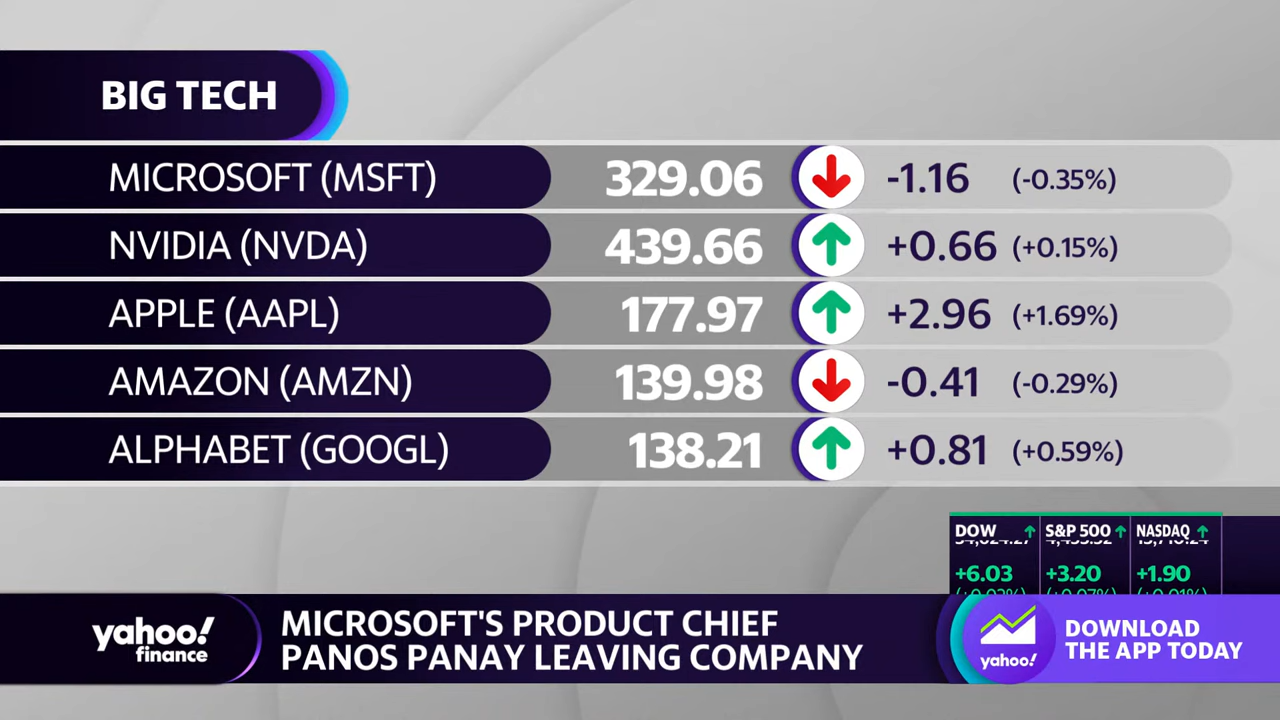 BIG TECH
MICROSOFT (MSFT) 329.06 -1.16 (-0.35%)
NVIDIA (NVDA) 439.66 +0.66 (+0.15%)
APPLE (AAPL) 177.97 +2.96 (+1.69%)
AMAZON (AMZN) 139.98 -0.41 (-0.29%)
ALPHABET (GOOGL) 138.21 +0.81 (+0.59%)
DOW S&P 500 NASDAQ
+6.03 +3.20 +1.90
yahoo!
finance
MICROSOFT'S PRODUCT CHIEF
PANOS PANAY LEAVING COMPANY
yahoo!
DOWNLOAD
THE APP TODAY